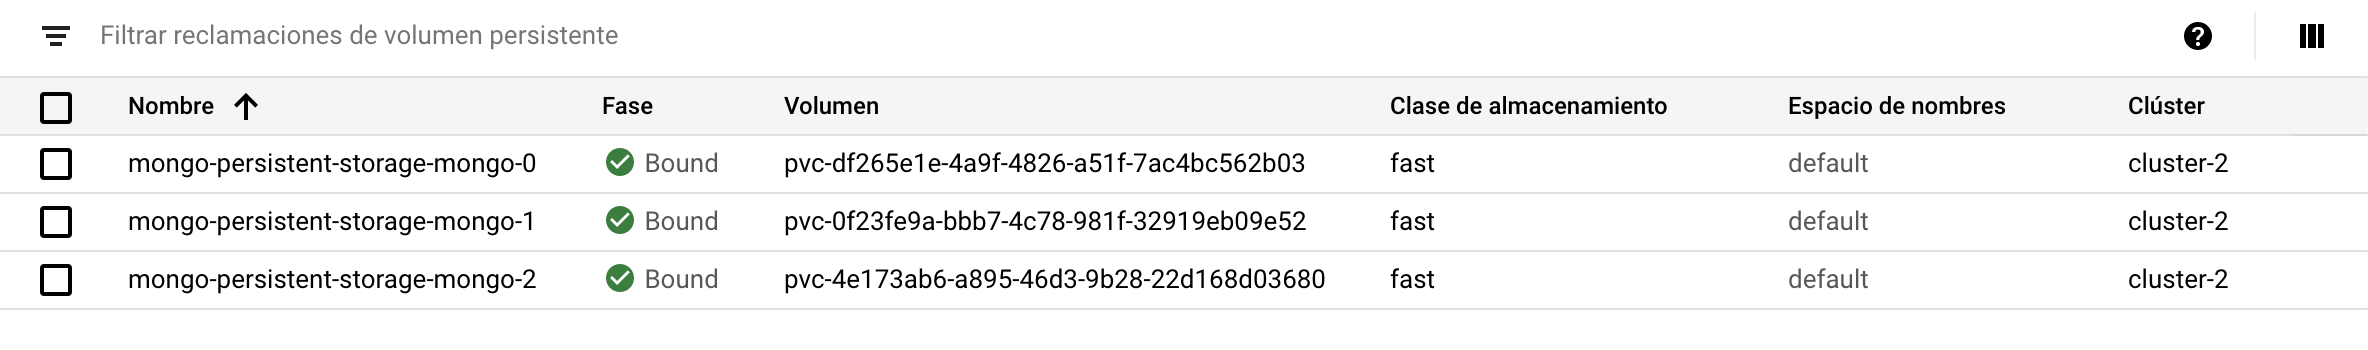 Filtrar reclamaciones de volumen persistente
Nombre Fase Volumen Clase de almacenamiento Espacio de nombres Clúster
mongo-persistent-storage-mongo-0 Bound pvc-df265e1e-4a9f-4826-a51f-7ac4bc562b03 fast default cluster-2
mongo-persistent-storage-mongo-1 Bound pvc-0f23fe9a-bbb7-4c78-981f-32919eb09e52 fast default cluster-2
mongo-persistent-storage-mongo-2 Bound pvc-4e173ab6-a895-46d3-9b28-22d168d03680 fast default cluster-2